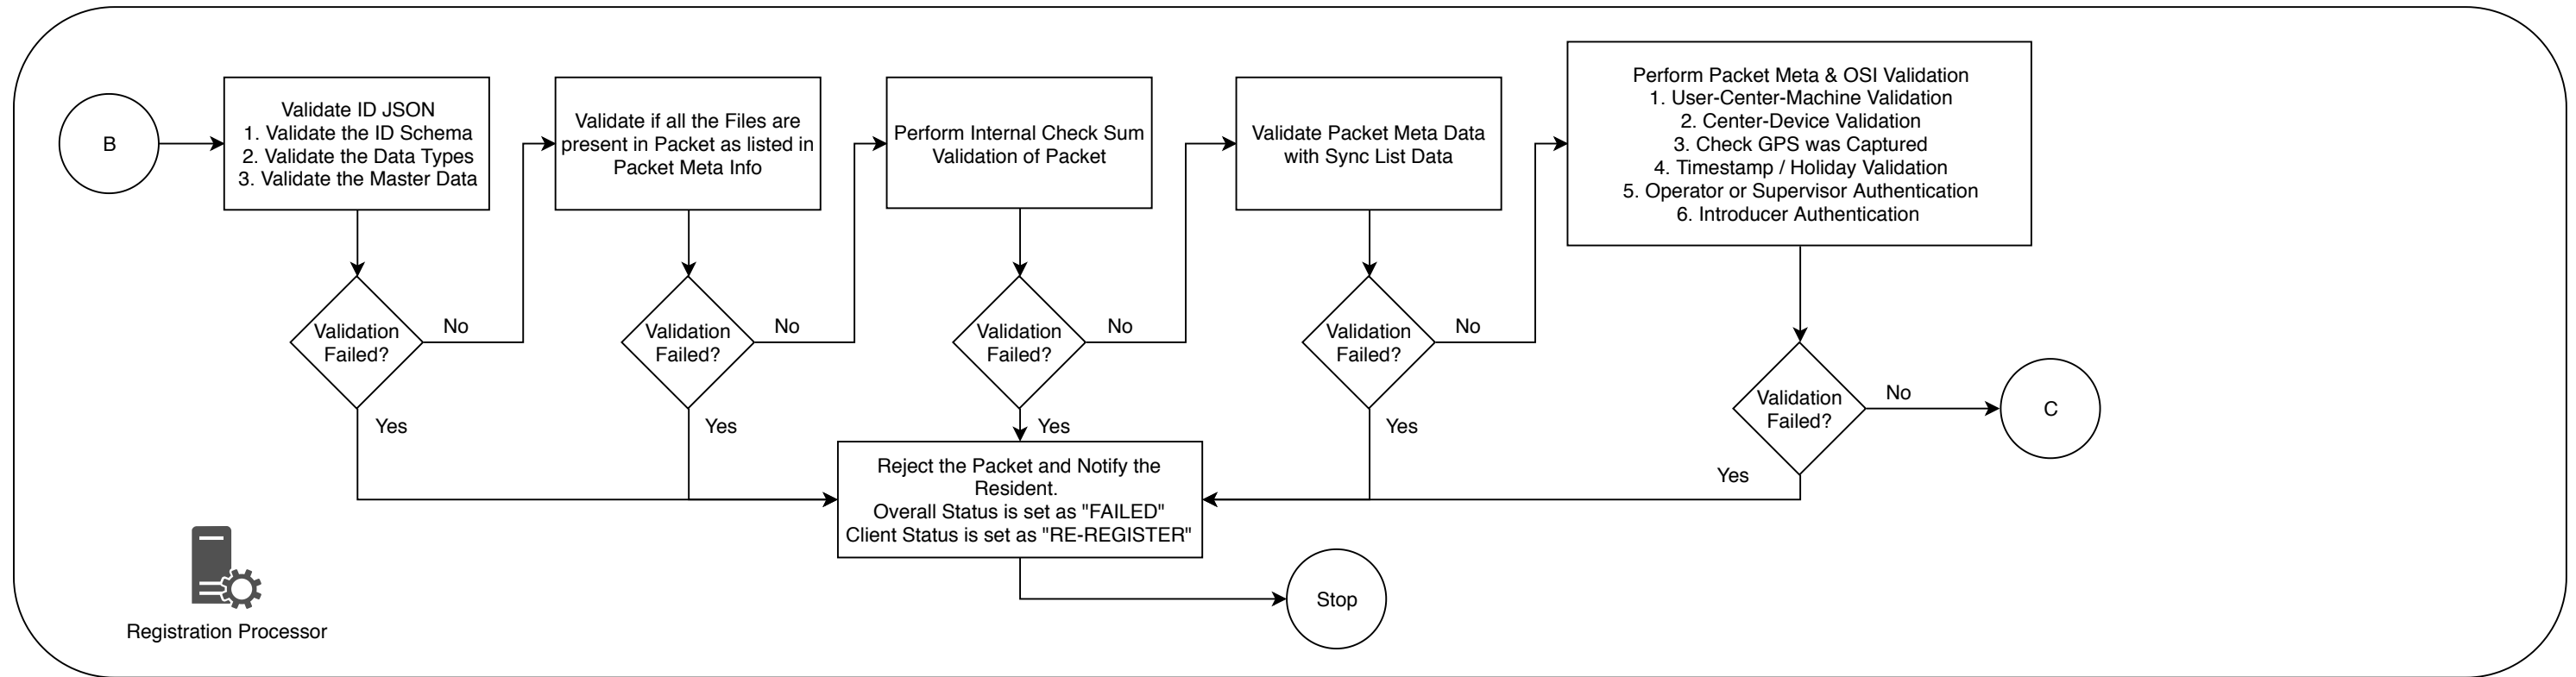 B
Validate ID JSON
1. Validate the ID Schema
2. Validate the Data Types
3. Validate the Master Data
Validate if all the Files are
present in Packet as listed in
Packet Meta Info
Perform Internal Check Sum
Validation of Packet
Validate Packet Meta Data
with Sync List Data
Perform Packet Meta & OSI Validation
1. User-Center-Machine Validation
2. Center-Device Validation
3. Check GPS was Captured
4. Timestamp / Holiday Validation
5. Operator or Supervisor Authentication
6. Introducer Authentication
Validation
Failed?
No
Yes
Validation
Failed?
No
Yes
Validation
Failed?
No
Yes
Validation
Failed?
No
Yes
Validation
Failed?
No
Yes
C
Reject the Packet and Notify the
Resident.
Overall Status is set as "FAILED"
Client Status is set as "RE-REGISTER"
Stop
Registration Processor